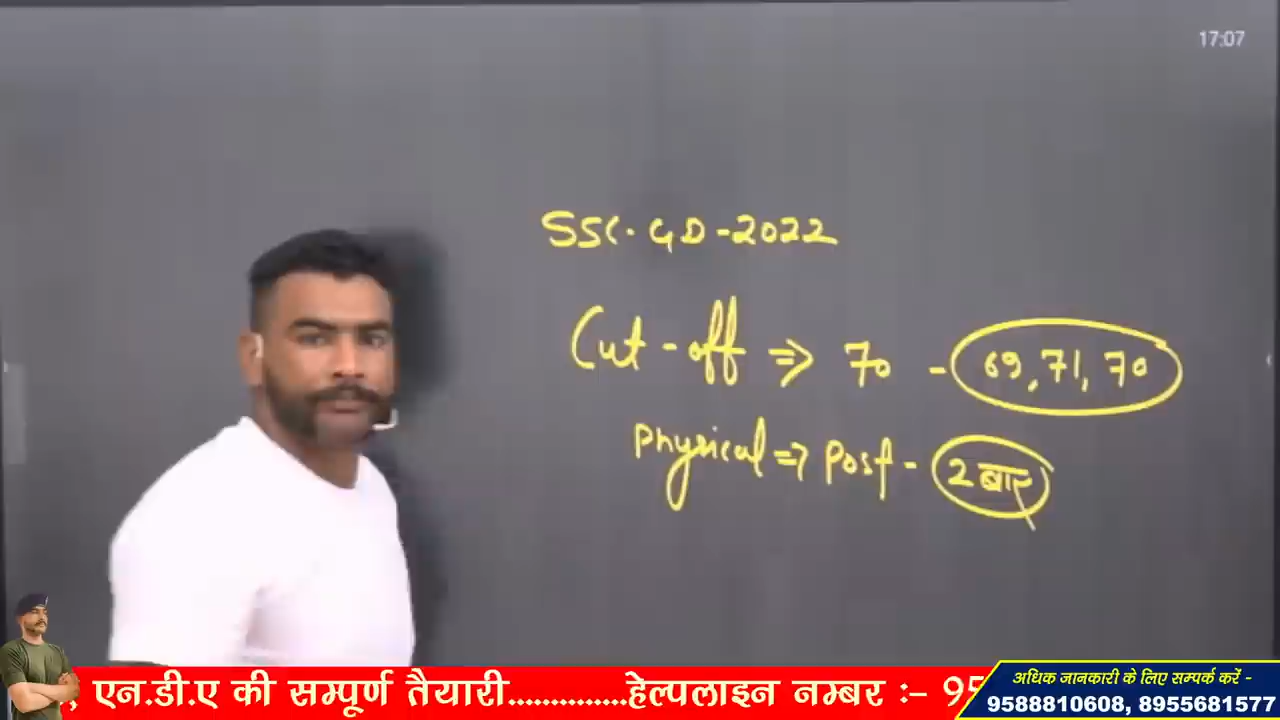 17:07
SSC. GD - 2022
Cut-off ⇒ 70 - 69, 71, 70
Physical ⇒ Post - 2 बार
, एन.डी.ए की सम्पूर्ण तैयारी..............हेल्पलाइन नम्बर :- 95
अधिक जानकारी के लिए सम्पर्क करें -
9588810608, 8955681577